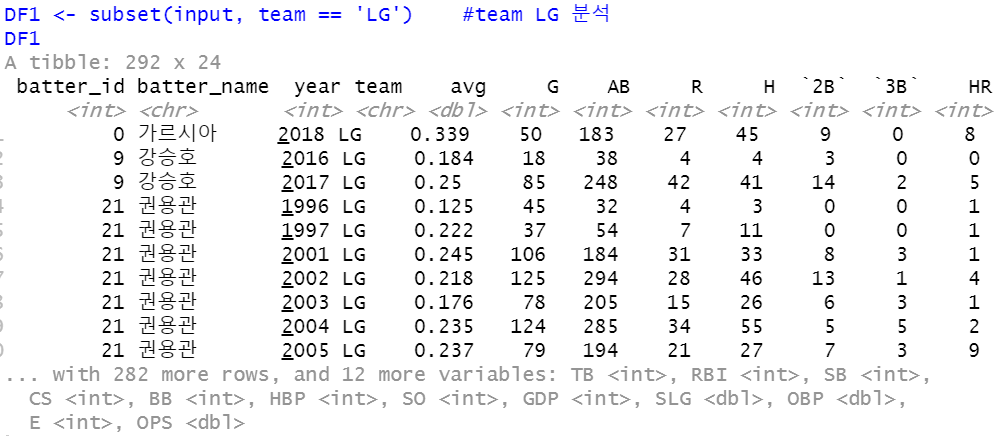 DF1 <- subset(input, team == 'LG')    #team LG 분석
DF1
A tibble: 292 x 24
batter_id batter_name year team avg G AB R H `2B` `3B` HR
<int> <chr> <int> <chr> <dbl> <int> <int> <int> <int> <int> <int> <int>
0 가르시아 2018 LG 0.339 50 183 27 45 9 0 8
9 강승호 2016 LG 0.184 18 38 4 4 3 0 0
9 강승호 2017 LG 0.25 85 248 42 41 14 2 5
21 권용관 1996 LG 0.125 45 32 4 3 0 0 1
21 권용관 1997 LG 0.222 37 54 7 11 0 0 1
21 권용관 2001 LG 0.245 106 184 31 33 8 3 1
21 권용관 2002 LG 0.218 125 294 28 46 13 1 4
21 권용관 2003 LG 0.176 78 205 15 26 6 3 1
21 권용관 2004 LG 0.235 124 285 34 55 5 5 2
21 권용관 2005 LG 0.237 79 194 21 27 7 3 9
... with 282 more rows, and 12 more variables: TB <int>, RBI <int>, SB <int>,
CS <int>, BB <int>, HBP <int>, SO <int>, GDP <int>, SLG <dbl>, OBP <dbl>,
E <int>, OPS <dbl>